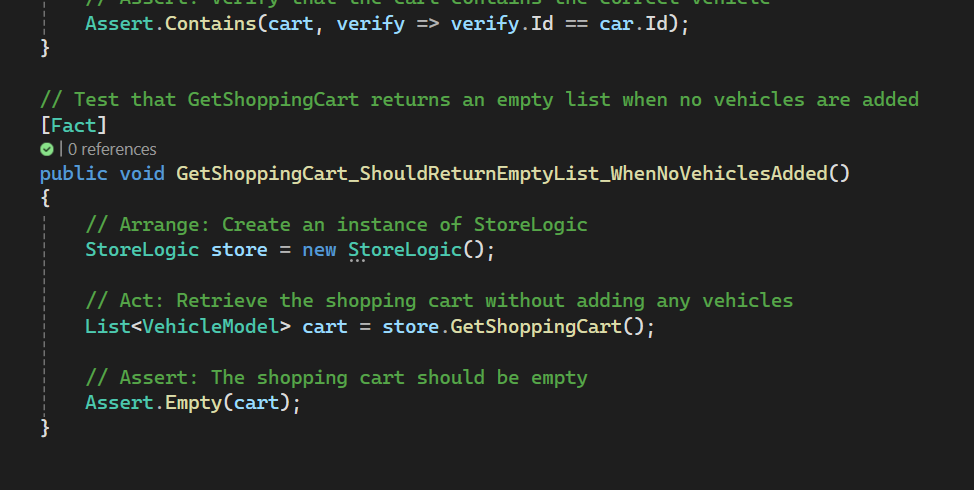 // Assert: Verify that the cart contains the correct vehicle
Assert.Contains(cart, verify => verify.Id == car.Id);
}
// Test that GetShoppingCart returns an empty list when no vehicles are added
[Fact]
| 0 references
public void GetShoppingCart_ShouldReturnEmptyList_WhenNoVehiclesAdded()
{
// Arrange: Create an instance of StoreLogic
StoreLogic store = new StoreLogic();
// Act: Retrieve the shopping cart without adding any vehicles
List<VehicleModel> cart = store.GetShoppingCart();
// Assert: The shopping cart should be empty
Assert.Empty(cart);
}